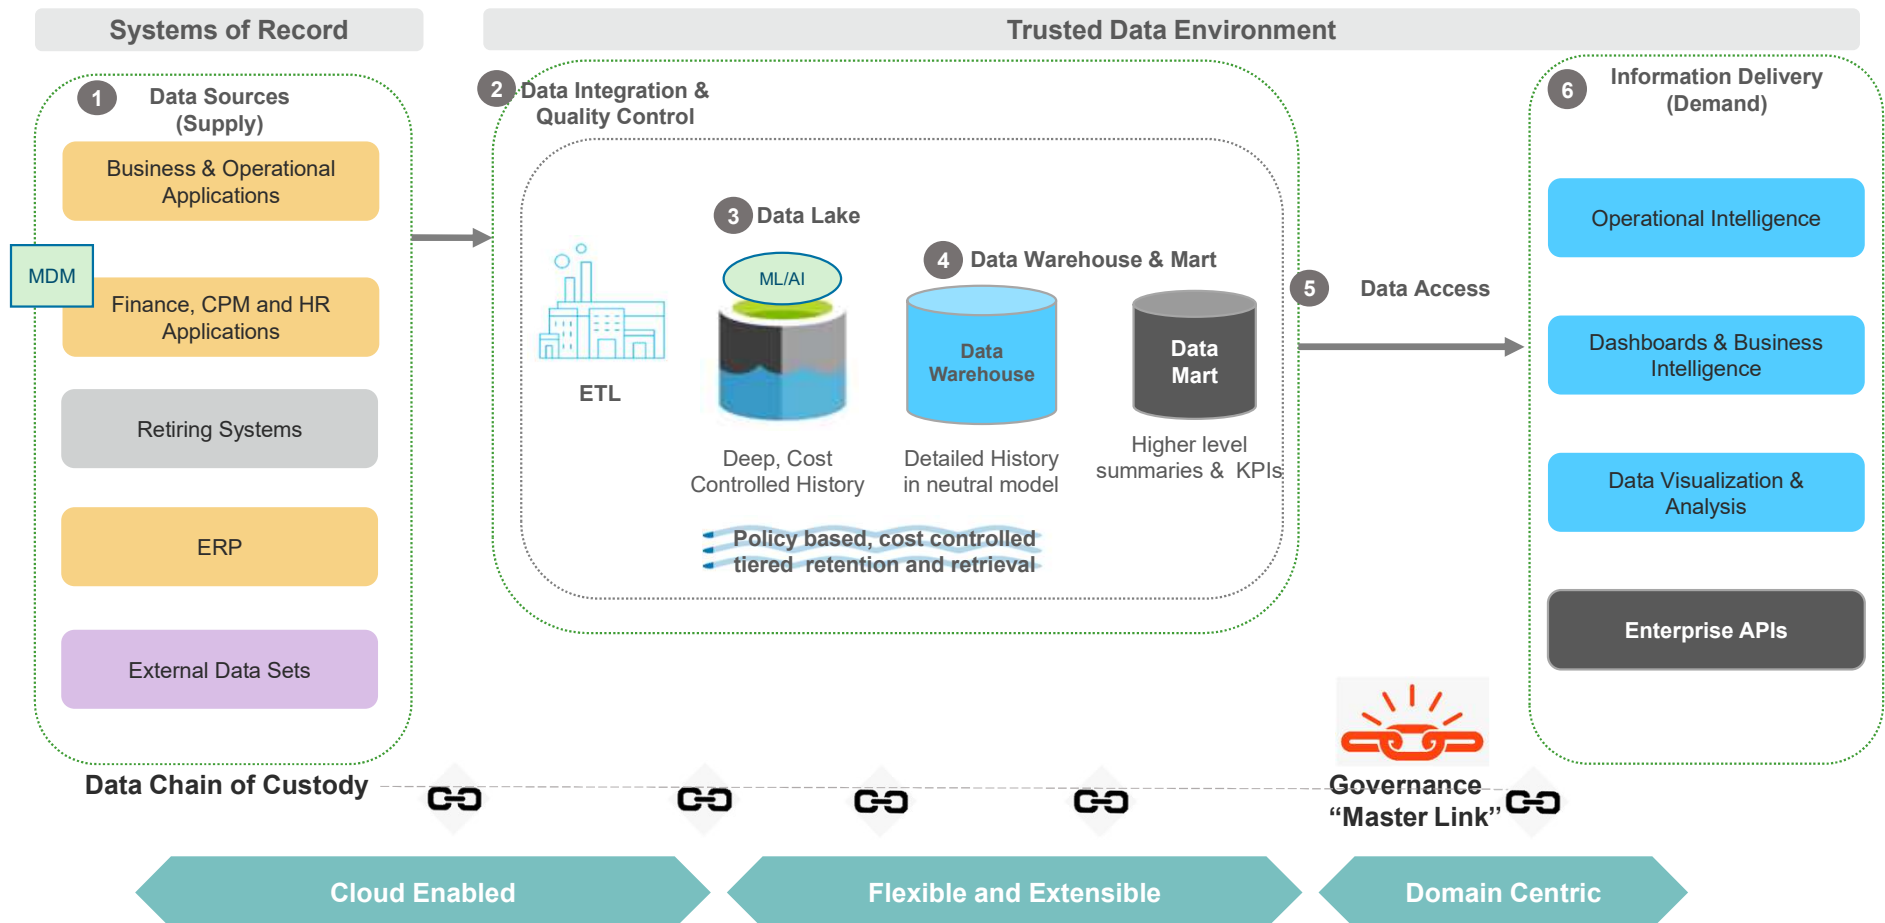 Systems of Record
Trusted Data Environment
1
Data Sources
(Supply)
Business & Operational
Applications
MDM
Finance, CPM and HR
Applications
Retiring Systems
ERP
External Data Sets
2
Data Integration &
Quality Control
ETL
3
Data Lake
ML/AI
Deep, Cost
Controlled History
4
Data Warehouse & Mart
Data
Warehouse
Detailed History
in neutral model
Data
Mart
Higher level
summaries & KPIs
Policy based, cost controlled
tiered retention and retrieval
5
Data Access
6
Information Delivery
(Demand)
Operational Intelligence
Dashboards & Business
Intelligence
Data Visualization &
Analysis
Enterprise APIs
Data Chain of Custody
Governance
“Master Link”
Cloud Enabled
Flexible and Extensible
Domain Centric